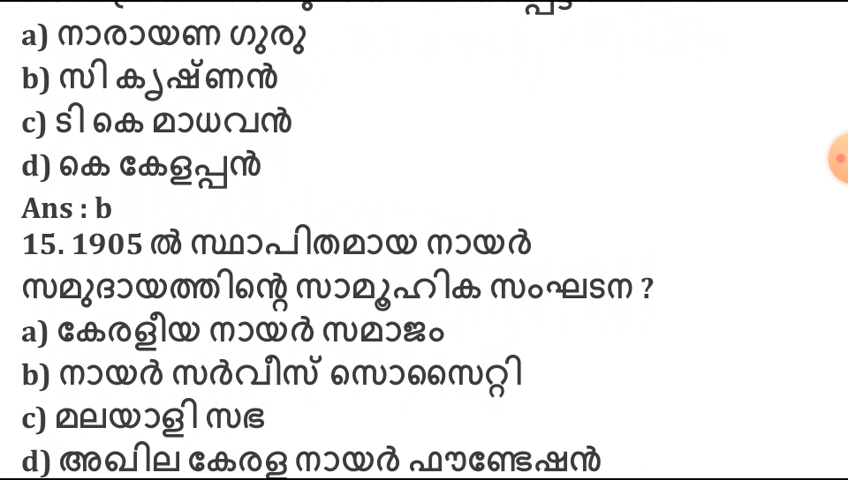 a) നാരായണ ഗുരു
b) സി കൃഷ്ണൻ
c) ടി കെ മാധവൻ
d) കെ കേളപ്പൻ
Ans : b
15. 1905 ൽ സ്ഥാപിതമായ നായർ
സമുദായത്തിന്റെ സാമൂഹിക സംഘടന ?
a) കേരളീയ നായർ സമാജം
b) നായർ സർവീസ് സൊസൈറ്റി
c) മലയാളി സഭ
d) അഖില കേരള നായർ ഫൗണ്ടേഷൻ